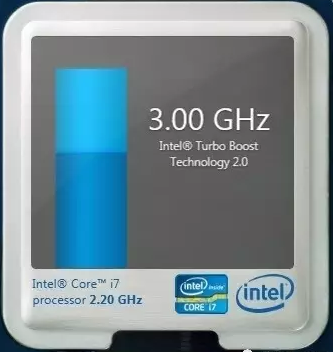 3.00 GHz
Intel® Turbo Boost
Technology 2.0
Intel® Core™ i7
processor 2.20 GHz
intel inside™
CORE i7
intel®